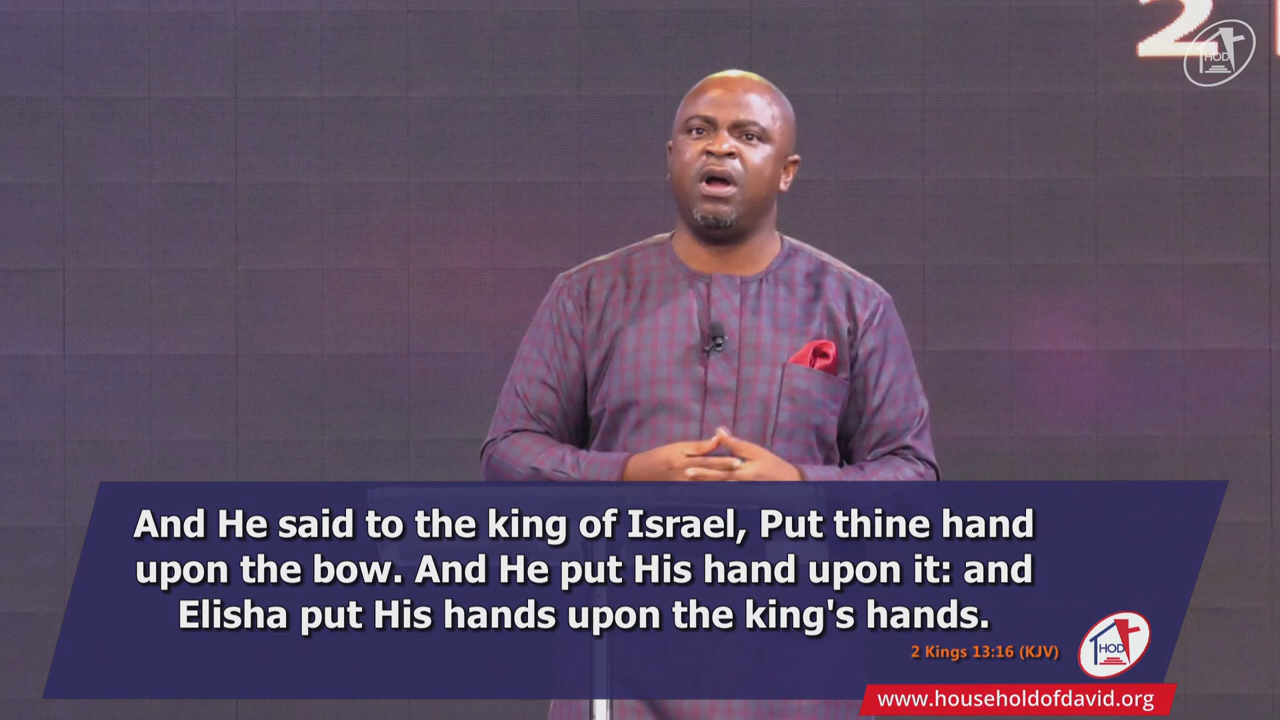 2
HOD
And He said to the king of Israel, Put thine hand
upon the bow. And He put His hand upon it: and
Elisha put His hands upon the king's hands.
2 Kings 13:16 (KJV)
HOD
www.householdofdavid.org